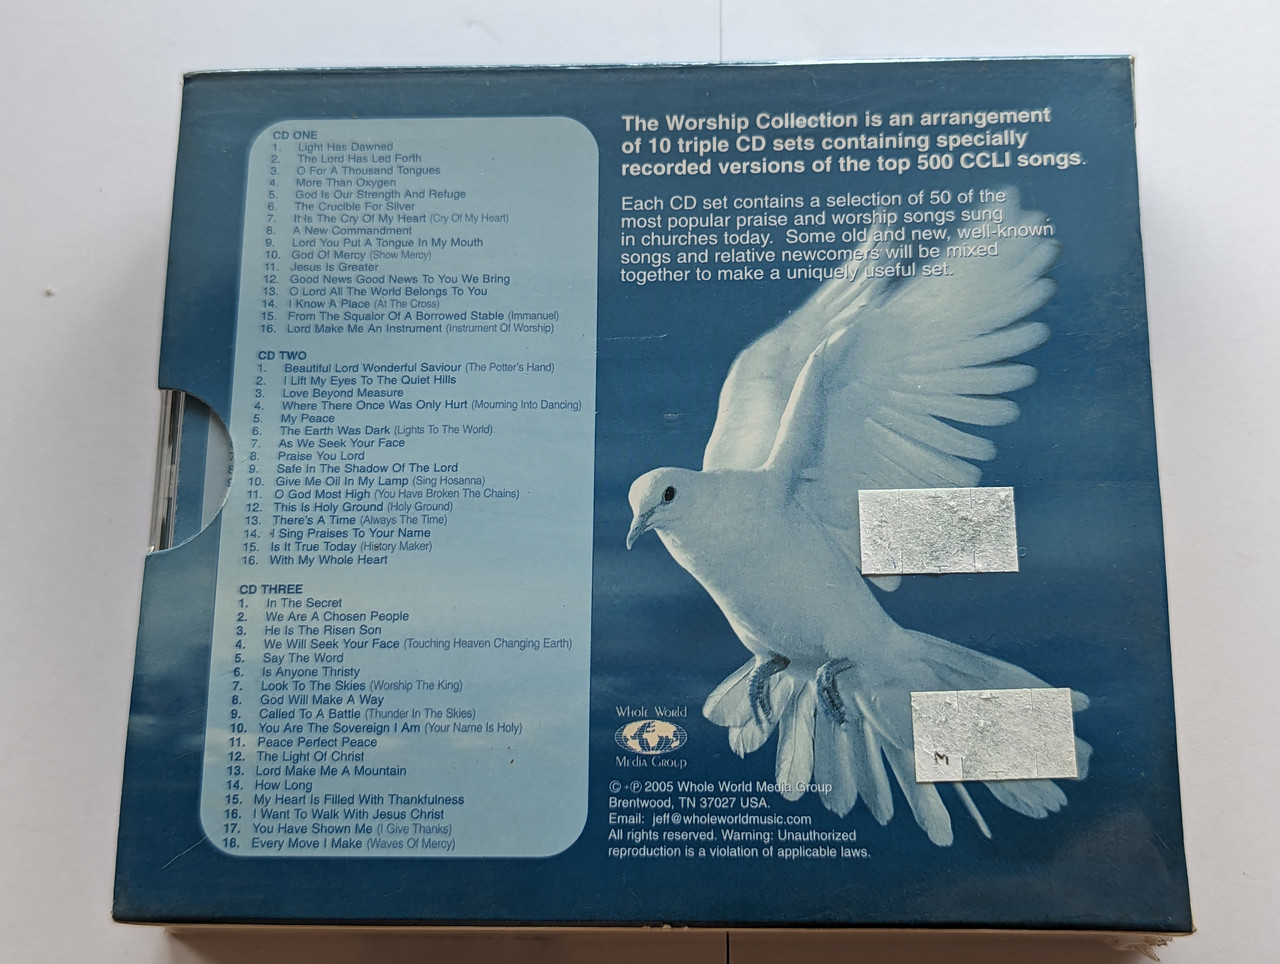 CD ONE
1. Light Has Dawned
2. The Lord Has Led Forth
3. O For A Thousand Tongues
4. More Than Oxygen
5. God Is Our Strength And Refuge
6. The Crucible For Silver
7. It Is The Cry Of My Heart (Cry Of My Heart)
8. A New Commandment
9. Lord You Put A Tongue In My Mouth
10. God Of Mercy (Show Mercy)
11. Jesus Is Greater
12. Good News Good News To You We Bring
13. O Lord All The World Belongs To You
14. I Know A Place (At The Cross)
15. From The Squalor Of A Borrowed Stable (Immanuel)
16. Lord Make Me An Instrument (Instrument Of Worship)
CD TWO
1. Beautiful Lord Wonderful Saviour (The Potter's Hand)
2. I Lift My Eyes To The Quiet Hills
3. Love Beyond Measure
4. Where There Once Was Only Hurt (Mourning Into Dancing)
5. My Peace
6. The Earth Was Dark (Lights To The World)
7. As We Seek Your Face
8. Praise You Lord
9. Safe In The Shadow Of The Lord
10. Give Me Oil In My Lamp (Sing Hosanna)
11. O God Most High (You Have Broken The Chains)
12. This Is Holy Ground (Holy Ground)
13. There's A Time (Always The Time)
14. I Sing Praises To Your Name
15. Is It True Today (History Maker)
16. With My Whole Heart
CD THREE
1. In The Secret
2. We Are A Chosen People
3. He Is The Risen Son
4. We Will Seek Your Face (Touching Heaven Changing Earth)
5. Say The Word
6. Is Anyone Thristy
7. Look To The Skies (Worship The King)
8. God Will Make A Way
9. Called To A Battle (Thunder In The Skies)
10. You Are The Sovereign I Am (Your Name Is Holy)
11. Peace Perfect Peace
12. The Light Of Christ
13. Lord Make Me A Mountain
14. How Long
15. My Heart Is Filled With Thankfulness
16. I Want To Walk With Jesus Christ
17. You Have Shown Me (I Give Thanks)
18. Every Move I Make (Waves Of Mercy)
The Worship Collection is an arrangement
of 10 triple CD sets containing specially
recorded versions of the top 500 CCLI songs.
Each CD set contains a selection of 50 of the
most popular praise and worship songs sung
in churches today. Some old and new, well-known
songs and relative newcomers will be mixed
together to make a uniquely useful set.
Whole World
Media Group
© + ℗ 2005 Whole World Media Group
Brentwood, TN 37027 USA.
Email: jeff@wholeworldmusic.com
All rights reserved. Warning: Unauthorized
reproduction is a violation of applicable laws.
3